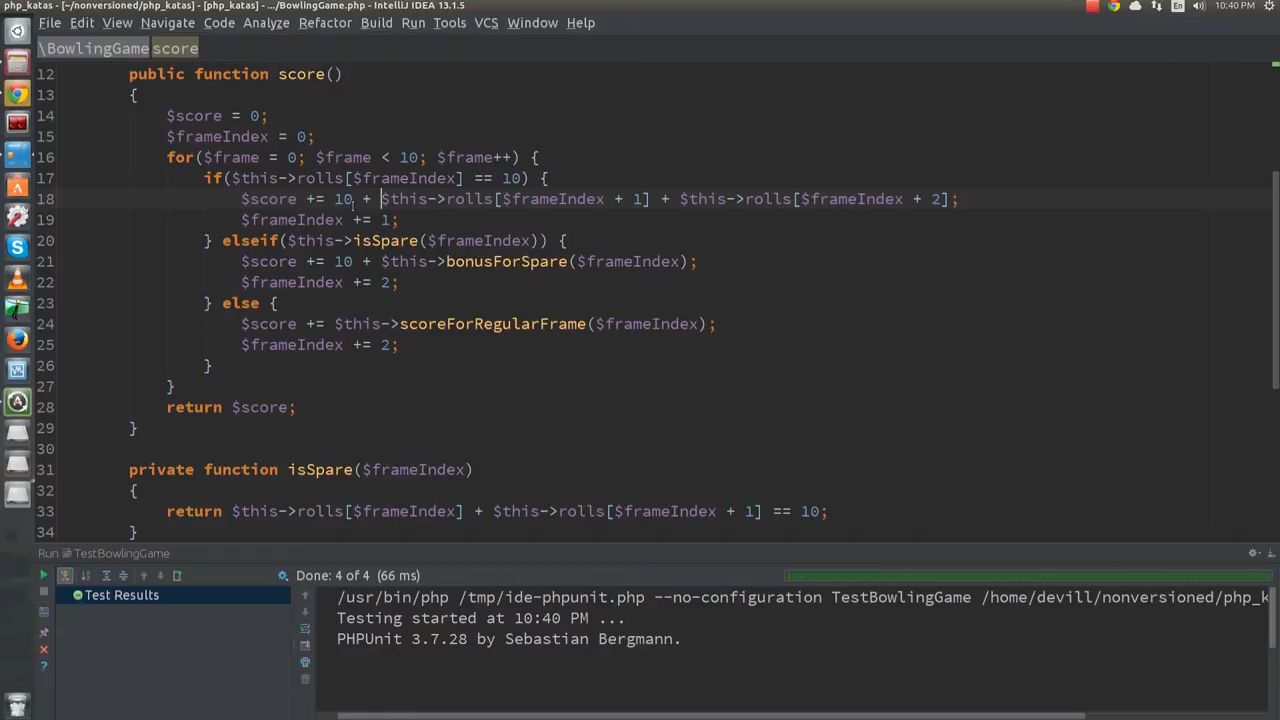 php_katas - [~/nonversioned/php_katas] - [php_katas] - .../BowlingGame.php - IntelliJ IDEA 13.1.5
En 10:40 PM
File Edit View Navigate Code Analyze Refactor Build Run Tools VCS Window Help
\BowlingGame score
12 public function score()
13 {
14 $score = 0;
15 $frameIndex = 0;
16 for($frame = 0; $frame < 10; $frame++) {
17 if($this->rolls[$frameIndex] == 10) {
18 $score += 10 + $this->rolls[$frameIndex + 1] + $this->rolls[$frameIndex + 2];
19 $frameIndex += 1;
20 } elseif($this->isSpare($frameIndex)) {
21 $score += 10 + $this->bonusForSpare($frameIndex);
22 $frameIndex += 2;
23 } else {
24 $score += $this->scoreForRegularFrame($frameIndex);
25 $frameIndex += 2;
26 }
27 }
28 return $score;
29 }
30
31 private function isSpare($frameIndex)
32 {
33 return $this->rolls[$frameIndex] + $this->rolls[$frameIndex + 1] == 10;
34 }
Run TestBowlingGame
Done: 4 of 4 (66 ms)
Test Results
/usr/bin/php /tmp/ide-phpunit.php --no-configuration TestBowlingGame /home/devill/nonversioned/php_k
Testing started at 10:40 PM ...
PHPUnit 3.7.28 by Sebastian Bergmann.